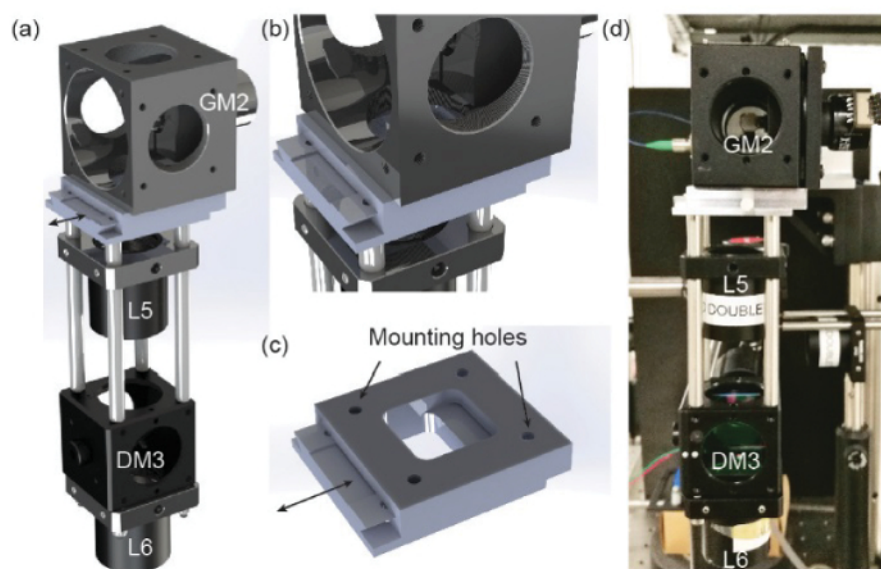 (a)
GM2
L5
DM3
L6
(b)
(c)
Mounting holes
(d)
GM2
L5
DOUBLE
DM3
L6